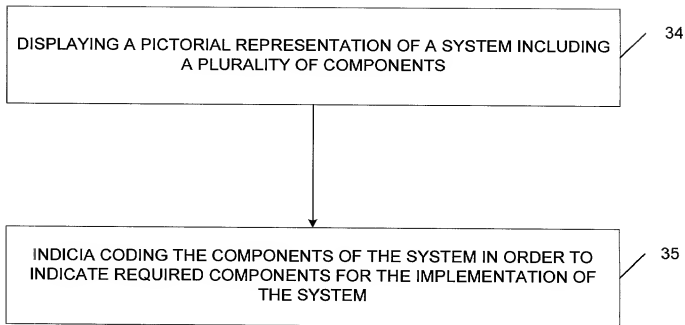 DISPLAYING A PICTORIAL REPRESENTATION OF A SYSTEM INCLUDING
A PLURALITY OF COMPONENTS
34
INDICIA CODING THE COMPONENTS OF THE SYSTEM IN ORDER TO
INDICATE REQUIRED COMPONENTS FOR THE IMPLEMENTATION OF
THE SYSTEM
35